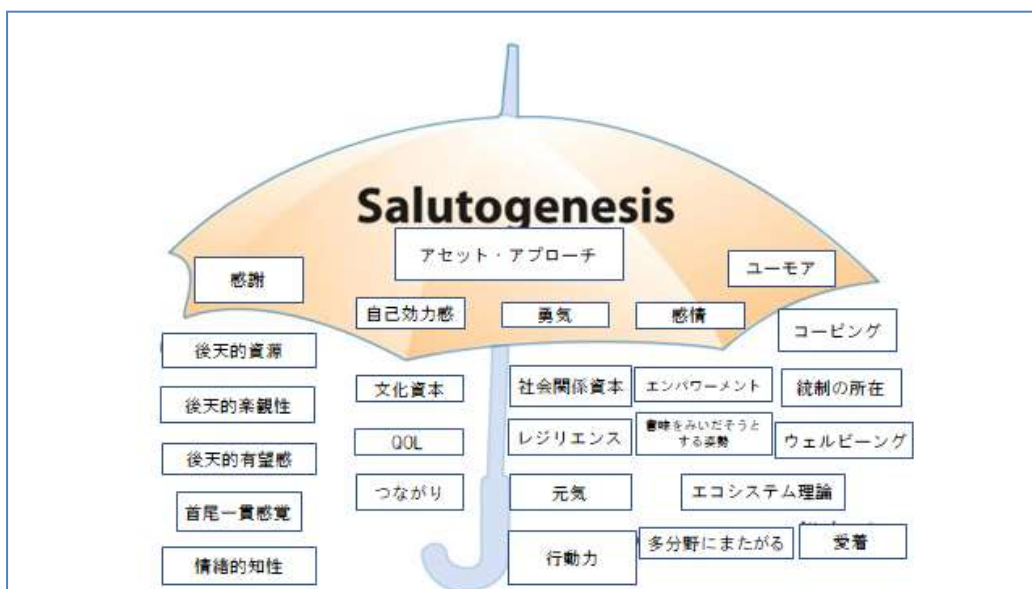 Salutogenesis
アセット・アプローチ
感謝
ユーモア
自己効力感
勇気
感情
コーピング
後天的資源
文化資本
社会関係資本
エンパワーメント
統制の所在
後天的楽観性
QOL
レジリエンス
意味をみいだそうと
する姿勢
ウェルビーング
後天的有望感
つながり
元気
エコシステム理論
首尾一貫感覚
行動力
多分野にまたがる
愛着
情緒的知性